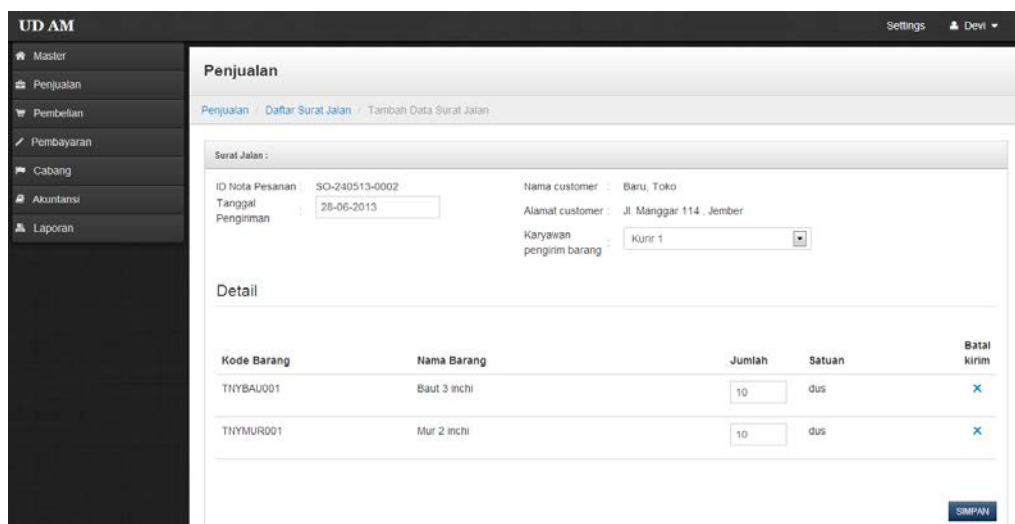 UD AM
Settings
Devi
Master
Penjualan
Pembelian
Pembayaran
Cabang
Akuntansi
Laporan
Penjualan
Penjualan / Daftar Surat Jalan / Tambah Data Surat Jalan
Surat Jalan :
ID Nota Pesanan : SO-240513-0002
Tanggal
Pengiriman : 28-06-2013
Nama customer : Baru, Toko
Alamat customer : Jl. Manggar 114 , Jember
Karyawan
pengirim barang : Kurir 1
Detail
Kode Barang Nama Barang Jumlah Satuan Batal
kirim
TNYBAU001 Baut 3 inchi 10 dus ×
TNYMUR001 Mur 2 inchi 10 dus ×
SIMPAN